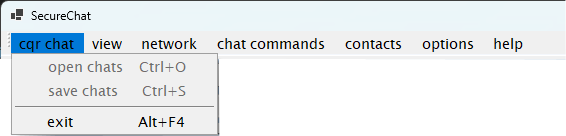 SecureChat
cqr chat view network chat commands contacts options help
open chats Ctrl+O
save chats Ctrl+S
exit Alt+F4